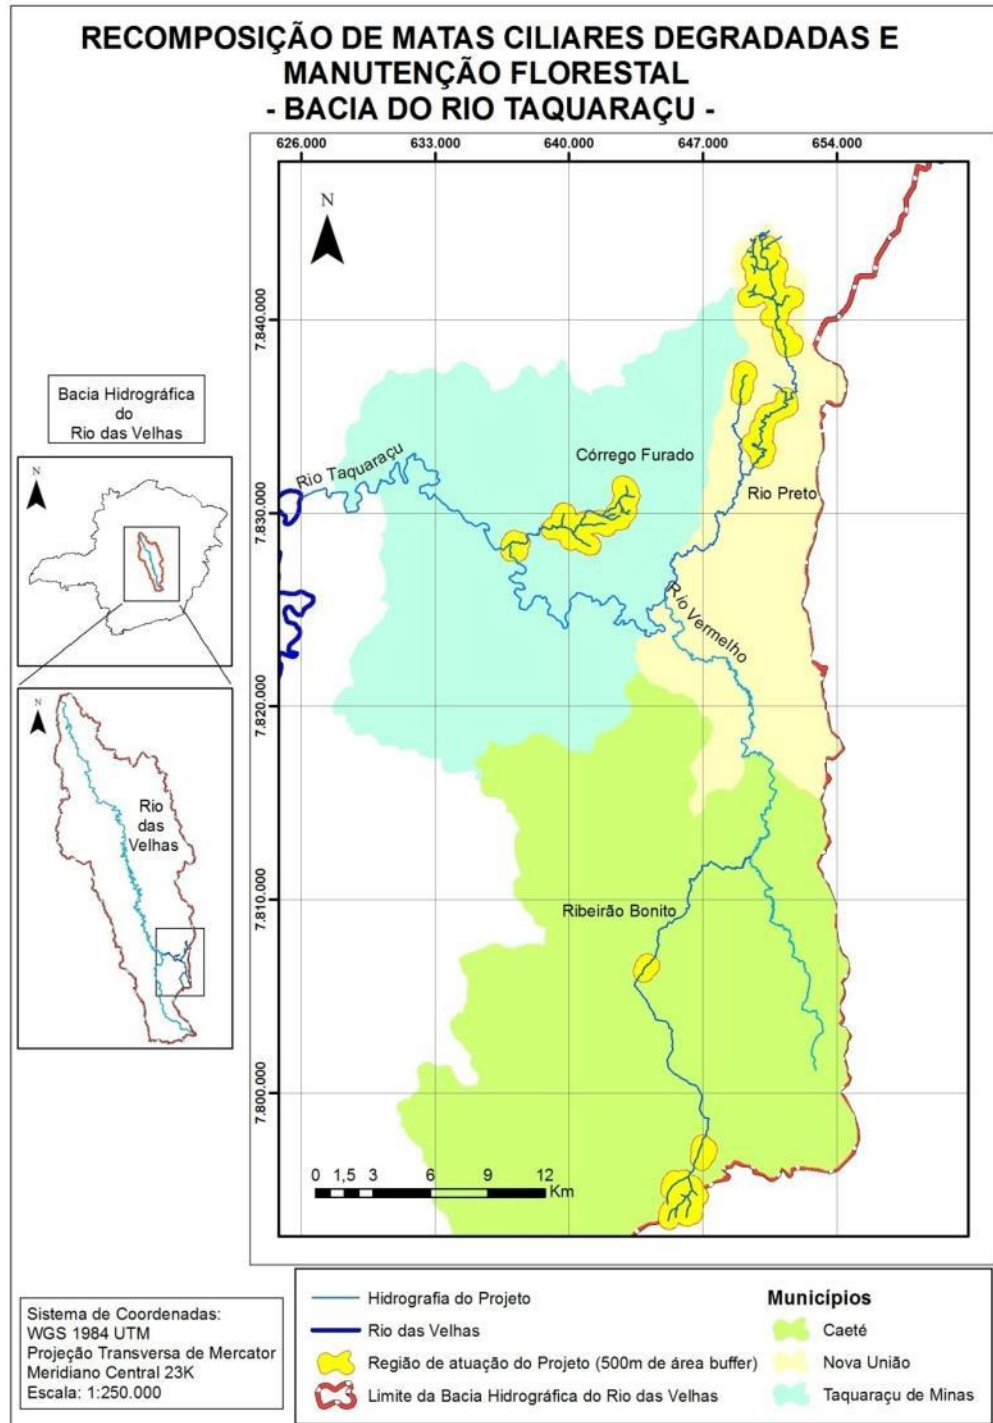 RECOMPOSIÇÃO DE MATAS CILIARES DEGRADADAS E
MANUTENÇÃO FLORESTAL
- BACIA DO RIO TAQUARAÇU -
626.000 633.000 640.000 647.000 654.000
N
7.840.000
7.830.000
7.820.000
7.810.000
7.800.000
Bacia Hidrográfica
do
Rio das Velhas
N
N
Rio
das
Velhas
Rio Taquaraçu
Córrego Furado
Rio Preto
Rio Vermelho
Ribeirão Bonito
0 1,5 3 6 9 12
Km
Sistema de Coordenadas:
WGS 1984 UTM
Projeção Transversa de Mercator
Meridiano Central 23K
Escala: 1:250.000
Hidrografia do Projeto
Rio das Velhas
Região de atuação do Projeto (500m de área buffer)
Limite da Bacia Hidrográfica do Rio das Velhas
Municípios
Caeté
Nova União
Taquaraçu de Minas